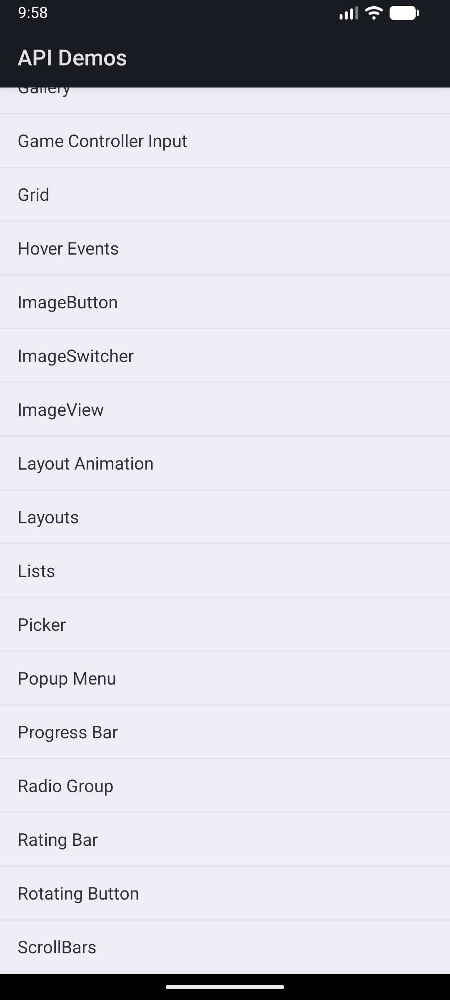 9:58
API Demos
Gallery
Game Controller Input
Grid
Hover Events
ImageButton
ImageSwitcher
ImageView
Layout Animation
Layouts
Lists
Picker
Popup Menu
Progress Bar
Radio Group
Rating Bar
Rotating Button
ScrollBars